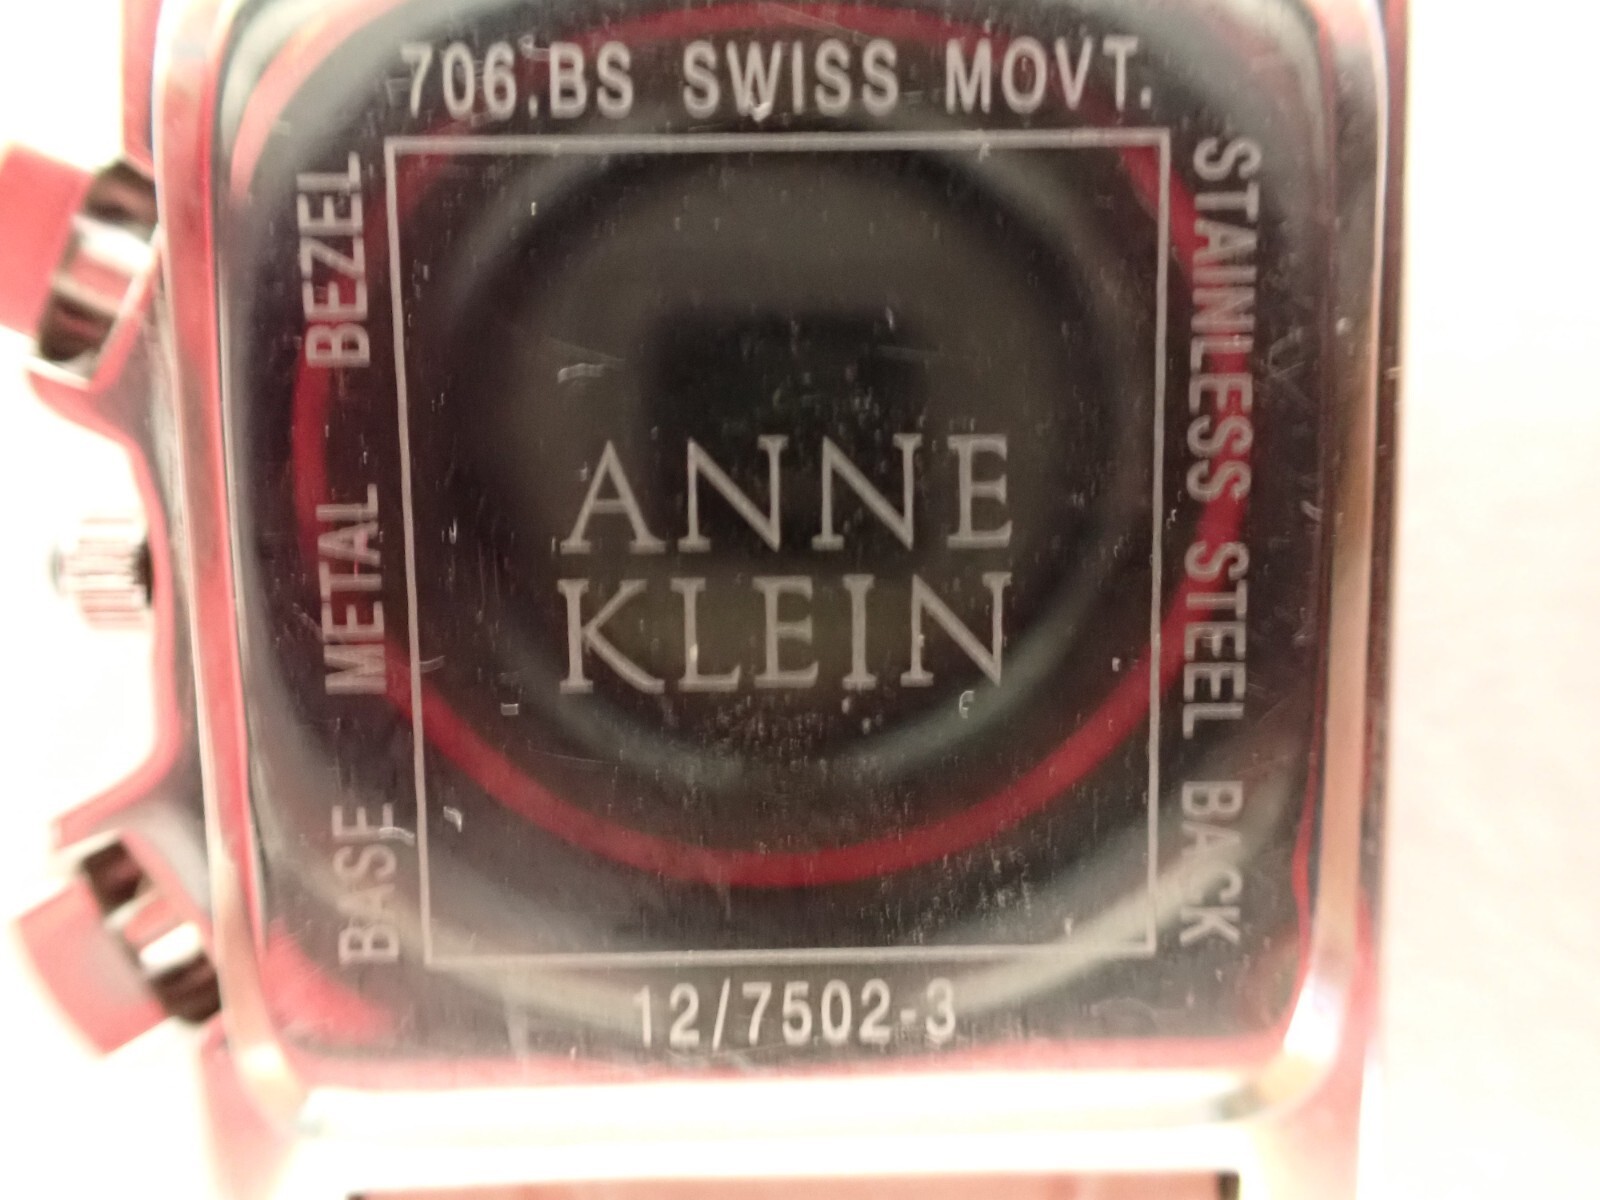 706.BS SWISS MOVT.
STAINLESS STEEL BACK
BASE METAL BEZEL
ANNE
KLEIN
12/7502-3